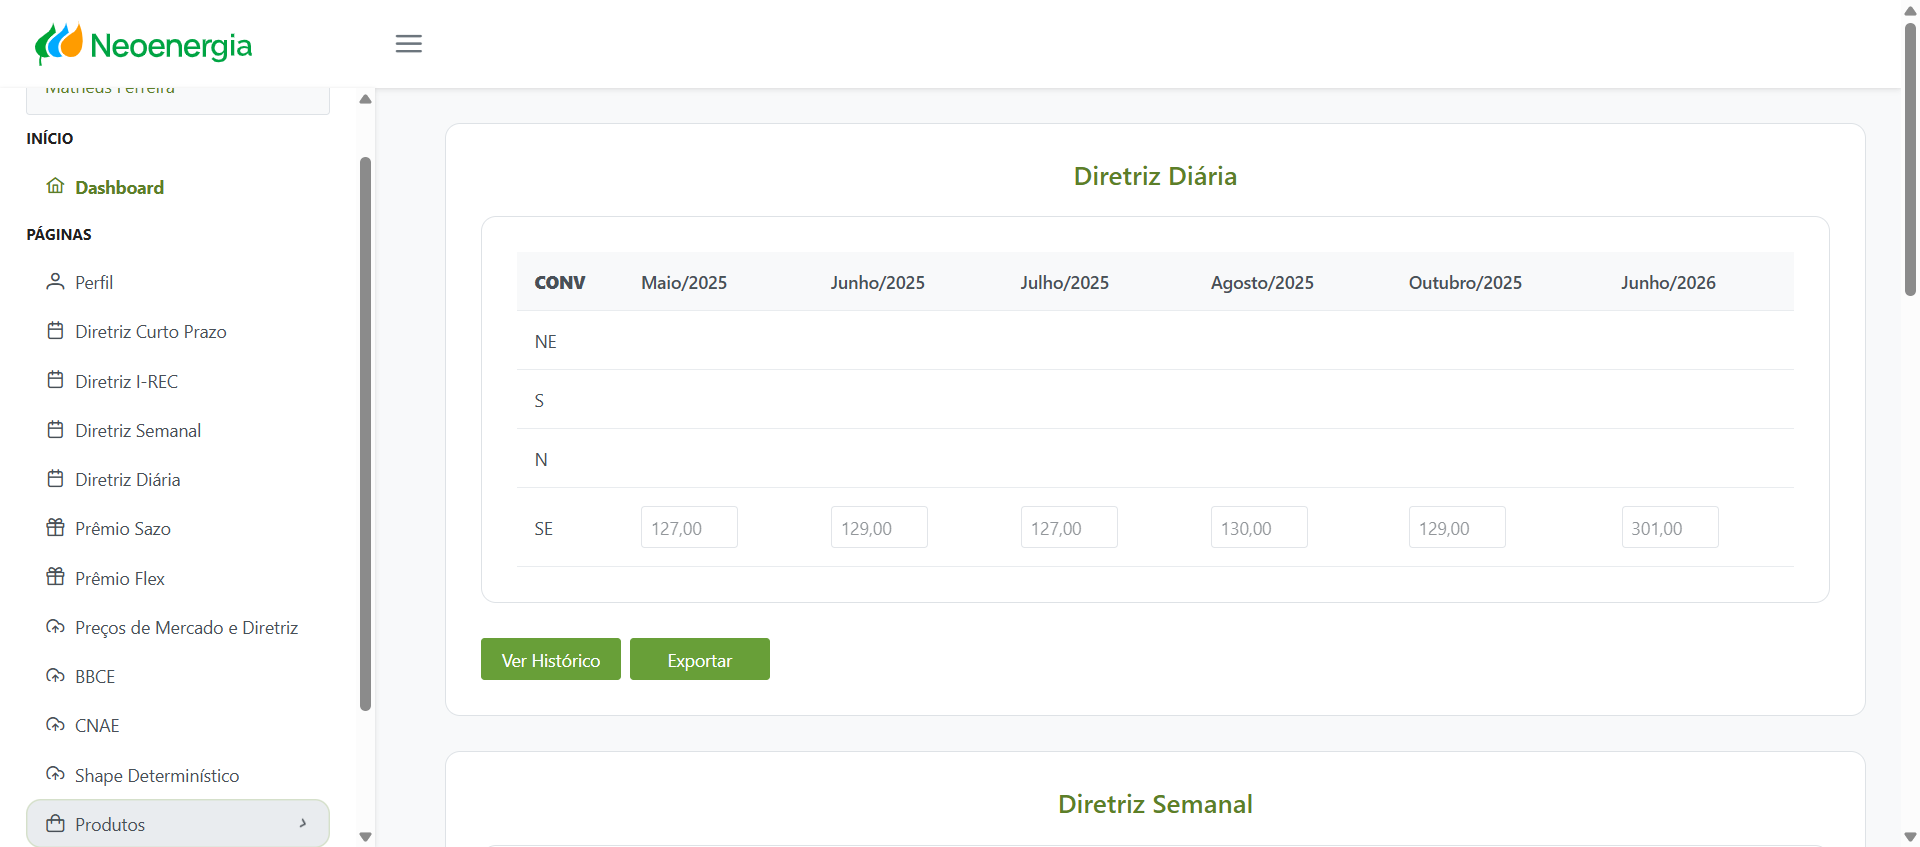 Neoenergia
Matheus Ferreira
INÍCIO
Dashboard
PÁGINAS
Perfil
Diretriz Curto Prazo
Diretriz I-REC
Diretriz Semanal
Diretriz Diária
Prêmio Sazo
Prêmio Flex
Preços de Mercado e Diretriz
BBCE
CNAE
Shape Determinístico
Produtos
Diretriz Diária
CONV Maio/2025 Junho/2025 Julho/2025 Agosto/2025 Outubro/2025 Junho/2026
NE
S
N
SE 127,00 129,00 127,00 130,00 129,00 301,00
Ver Histórico Exportar
Diretriz Semanal